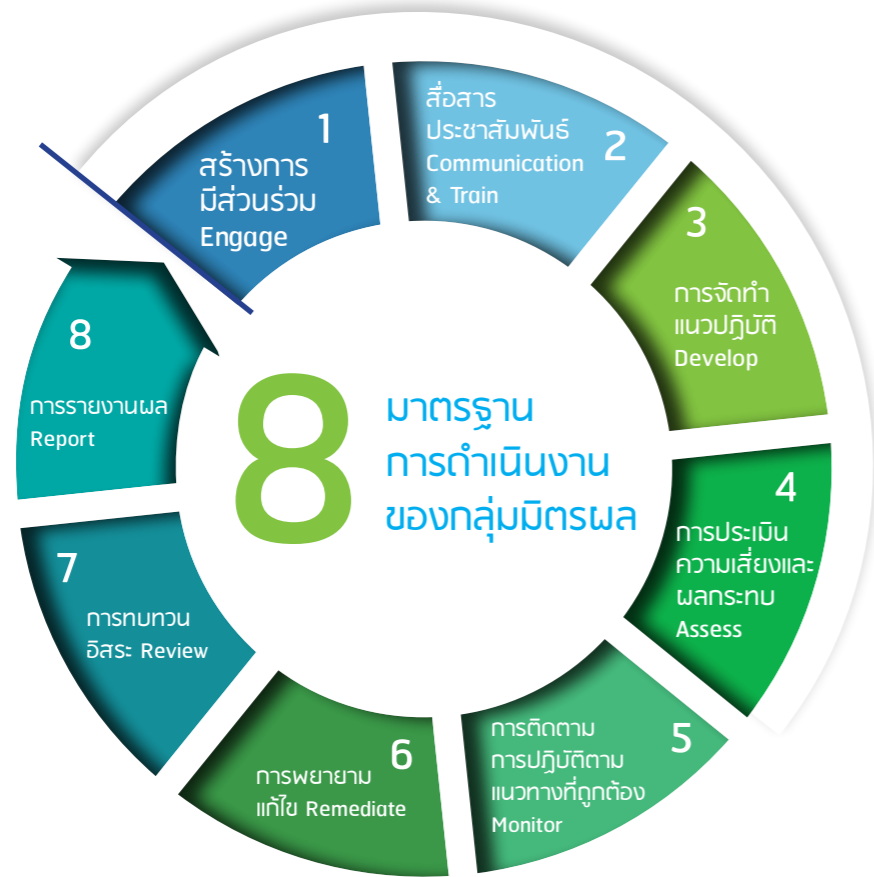 8
มาตรฐาน
การดำเนินงาน
ของกลุ่มมิตรผล
1
สร้างการ
มีส่วนร่วม
Engage
2
สื่อสาร
ประชาสัมพันธ์
Communication
& Train
3
การจัดทำ
แนวปฏิบัติ
Develop
4
การประเมิน
ความเสี่ยงและ
ผลกระทบ
Assess
5
การติดตาม
การปฏิบัติตาม
แนวทางที่ถูกต้อง
Monitor
6
การพยายาม
แก้ไข Remediate
7
การทบทวน
อิสระ Review
8
การรายงานผล
Report